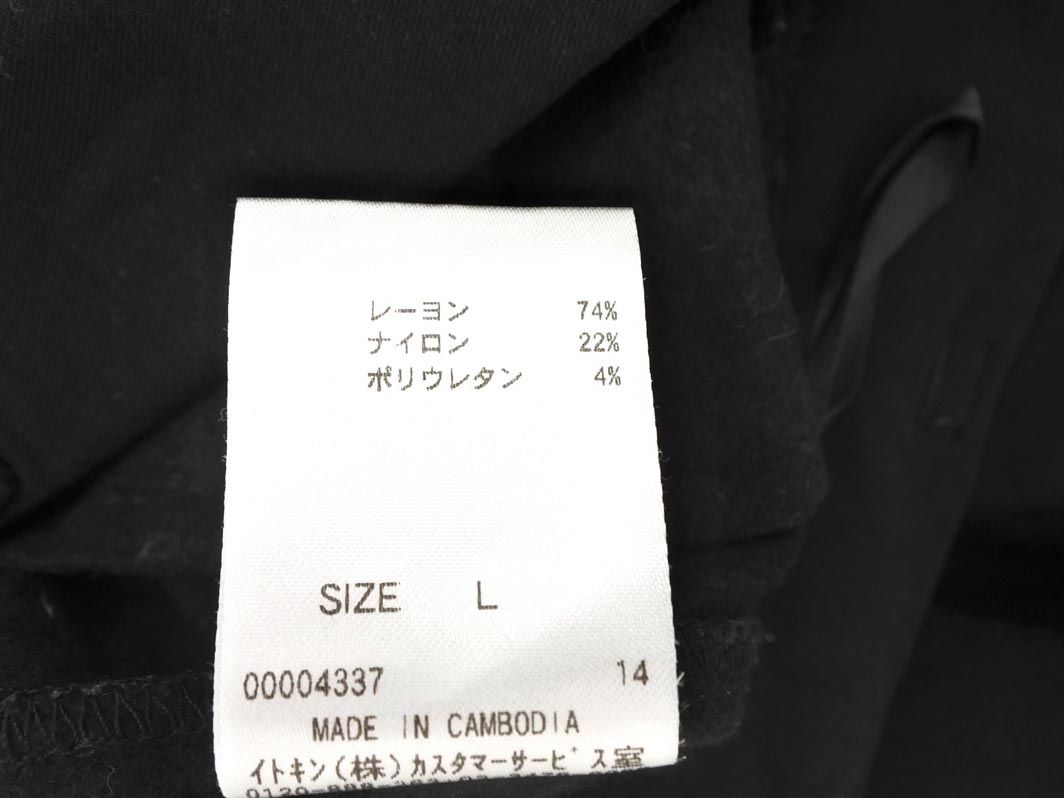 レーヨン 74%
ナイロン 22%
ポリウレタン 4%
SIZE L
00004337 14
MADE IN CAMBODIA
イトキン(株)カスタマーサービス室